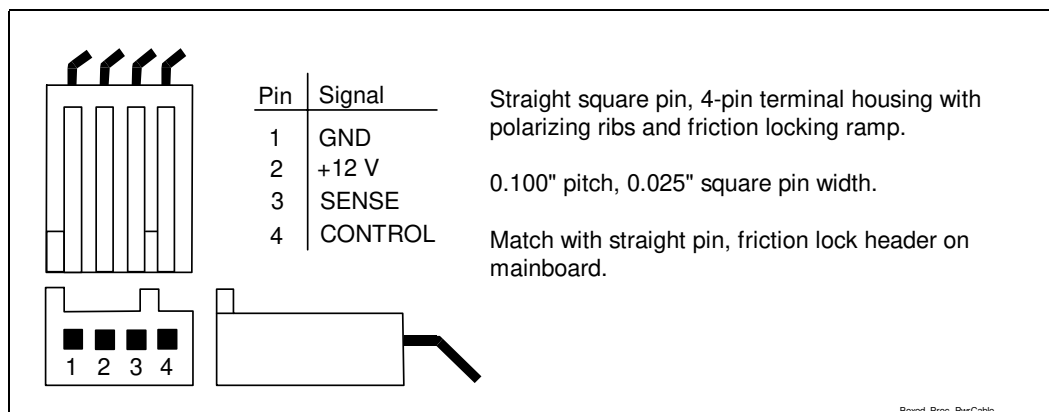 Pin Signal
1 GND
2 +12 V
3 SENSE
4 CONTROL
Straight square pin, 4-pin terminal housing with
polarizing ribs and friction locking ramp.
0.100" pitch, 0.025" square pin width.
Match with straight pin, friction lock header on
mainboard.
1 2 3 4